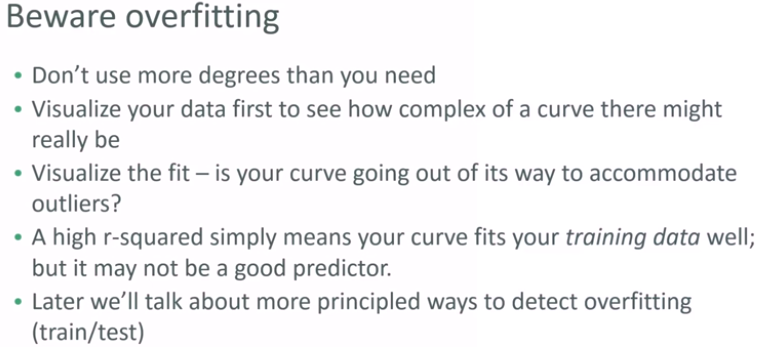 Beware overfitting
• Don't use more degrees than you need
• Visualize your data first to see how complex of a curve there might
really be
• Visualize the fit – is your curve going out of its way to accommodate
outliers?
• A high r-squared simply means your curve fits your training data well;
but it may not be a good predictor.
• Later we'll talk about more principled ways to detect overfitting
(train/test)